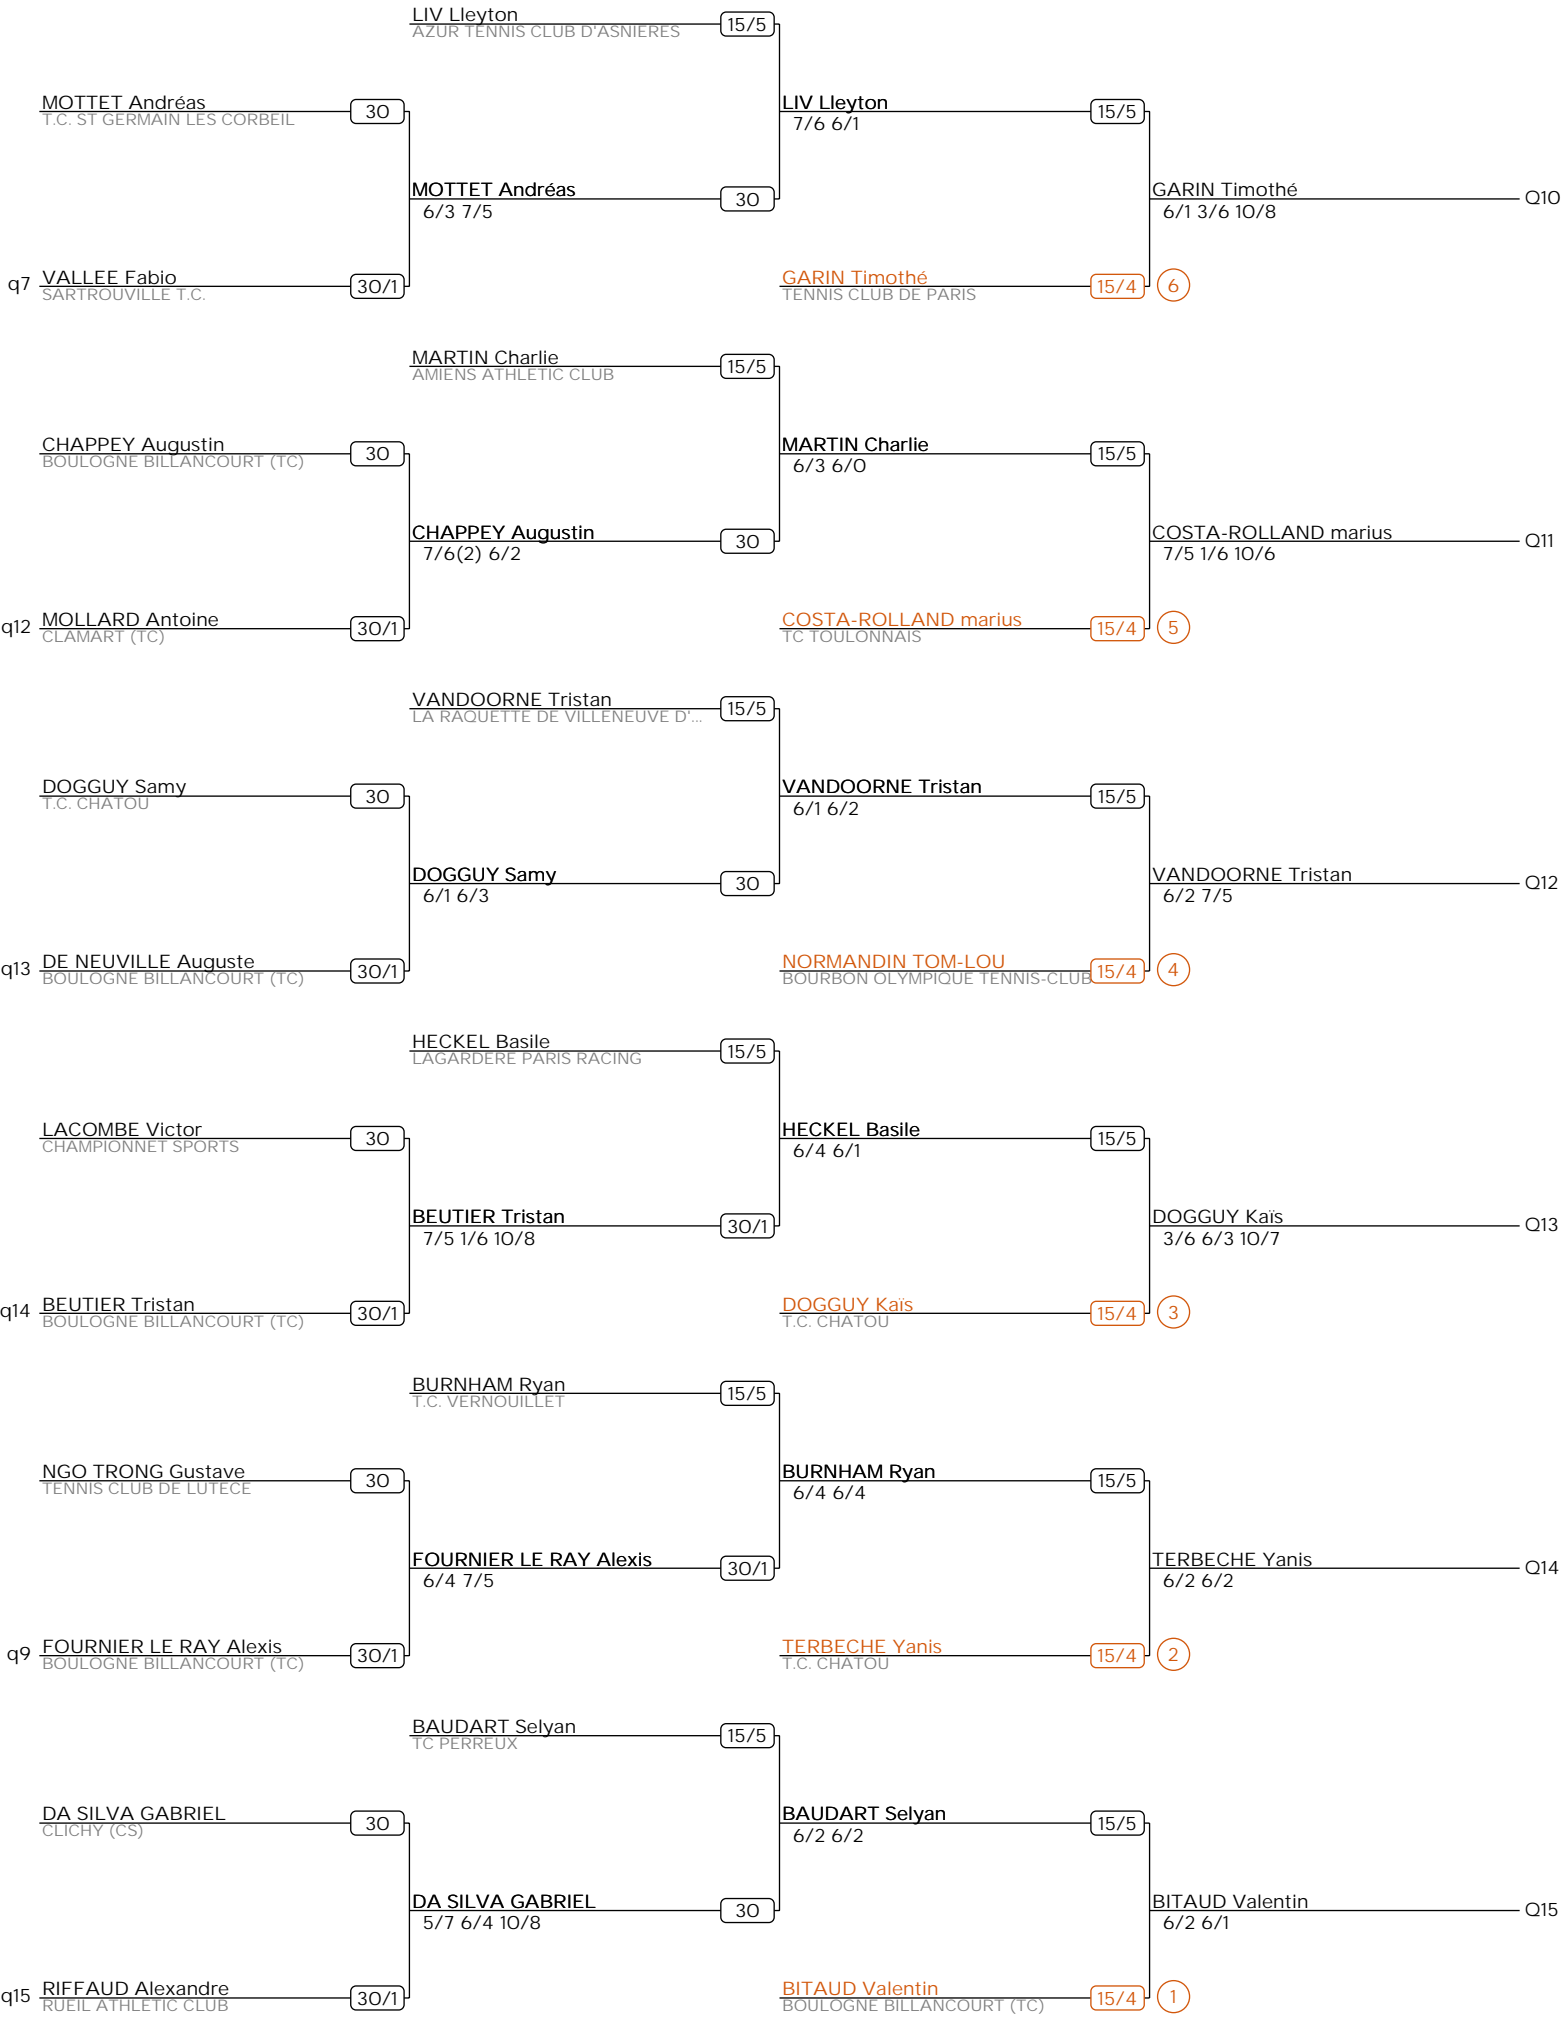 LIV Lleyton
AZUR TENNIS CLUB D'ASNIERES
15/5
MOTTET Andréas
T.C. ST GERMAIN LES CORBEIL
30
LIV Lleyton
7/6 6/1
15/5
MOTTET Andréas
6/3 7/5
30
GARIN Timothé
6/1 3/6 10/8
Q10
q7
VALLEE Fabio
SARTROUVILLE T.C.
30/1
GARIN Timothé
TENNIS CLUB DE PARIS
15/4
6
MARTIN Charlie
AMIENS ATHLETIC CLUB
15/5
CHAPPEY Augustin
BOULOGNE BILLANCOURT (TC)
30
MARTIN Charlie
6/3 6/0
15/5
CHAPPEY Augustin
7/6(2) 6/2
30
COSTA-ROLLAND marius
7/5 1/6 10/6
Q11
q12
MOLLARD Antoine
CLAMART (TC)
30/1
COSTA-ROLLAND marius
TC TOULONNAIS
15/4
5
VANDOORNE Tristan
LA RAQUETTE DE VILLENEUVE D'...
15/5
DOGGUY Samy
T.C. CHATOU
30
VANDOORNE Tristan
6/1 6/2
15/5
DOGGUY Samy
6/1 6/3
30
VANDOORNE Tristan
6/2 7/5
Q12
q13
DE NEUVILLE Auguste
BOULOGNE BILLANCOURT (TC)
30/1
NORMANDIN TOM-LOU
BOURBON OLYMPIQUE TENNIS-CLUB
15/4
4
HECKEL Basile
LAGARDERE PARIS RACING
15/5
LACOMBE Victor
CHAMPIONNET SPORTS
30
HECKEL Basile
6/4 6/1
15/5
BEUTIER Tristan
7/5 1/6 10/8
30/1
DOGGUY Kaïs
3/6 6/3 10/7
Q13
q14
BEUTIER Tristan
BOULOGNE BILLANCOURT (TC)
30/1
DOGGUY Kaïs
T.C. CHATOU
15/4
3
BURNHAM Ryan
T.C. VERNOUILLET
15/5
NGO TRONG Gustave
TENNIS CLUB DE LUTECE
30
BURNHAM Ryan
6/4 6/4
15/5
FOURNIER LE RAY Alexis
6/4 7/5
30/1
TERBECHE Yanis
6/2 6/2
Q14
q9
FOURNIER LE RAY Alexis
BOULOGNE BILLANCOURT (TC)
30/1
TERBECHE Yanis
T.C. CHATOU
15/4
2
BAUDART Selyan
TC PERREUX
15/5
DA SILVA GABRIEL
CLICHY (CS)
30
BAUDART Selyan
6/2 6/2
15/5
DA SILVA GABRIEL
5/7 6/4 10/8
30
BITAUD Valentin
6/2 6/1
Q15
q15
RIFFAUD Alexandre
RUEIL ATHLETIC CLUB
30/1
BITAUD Valentin
BOULOGNE BILLANCOURT (TC)
15/4
1